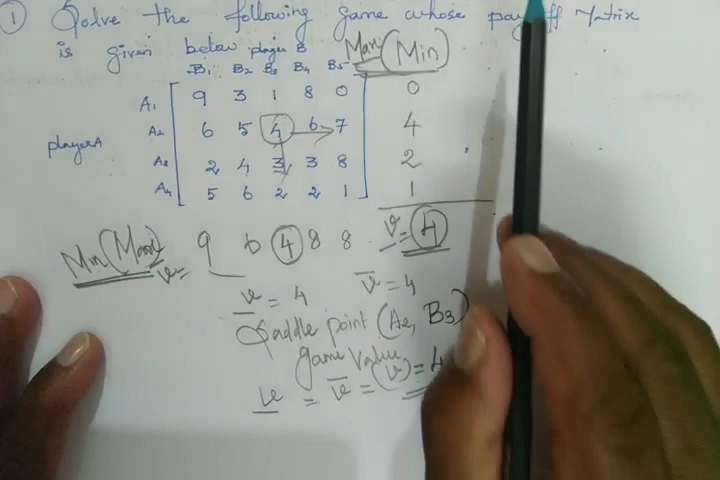 ① Solve the following game whose pay off Matrix
is given below player B Max (Min)
B₁ B₂ B₃ B₄ B₅
A₁ 9 3 1 8 0 0
player A A₂ 6 5 4 6 7 4
A₃ 2 4 3 3 8 2
A₄ 5 6 2 2 1 1
Min (Max) v̅ = 9 6 4 8 8 v = 4
v = 4 v̅ = 4
Saddle point (A₂, B₃)
game value
v = v̅ = (v) = 4